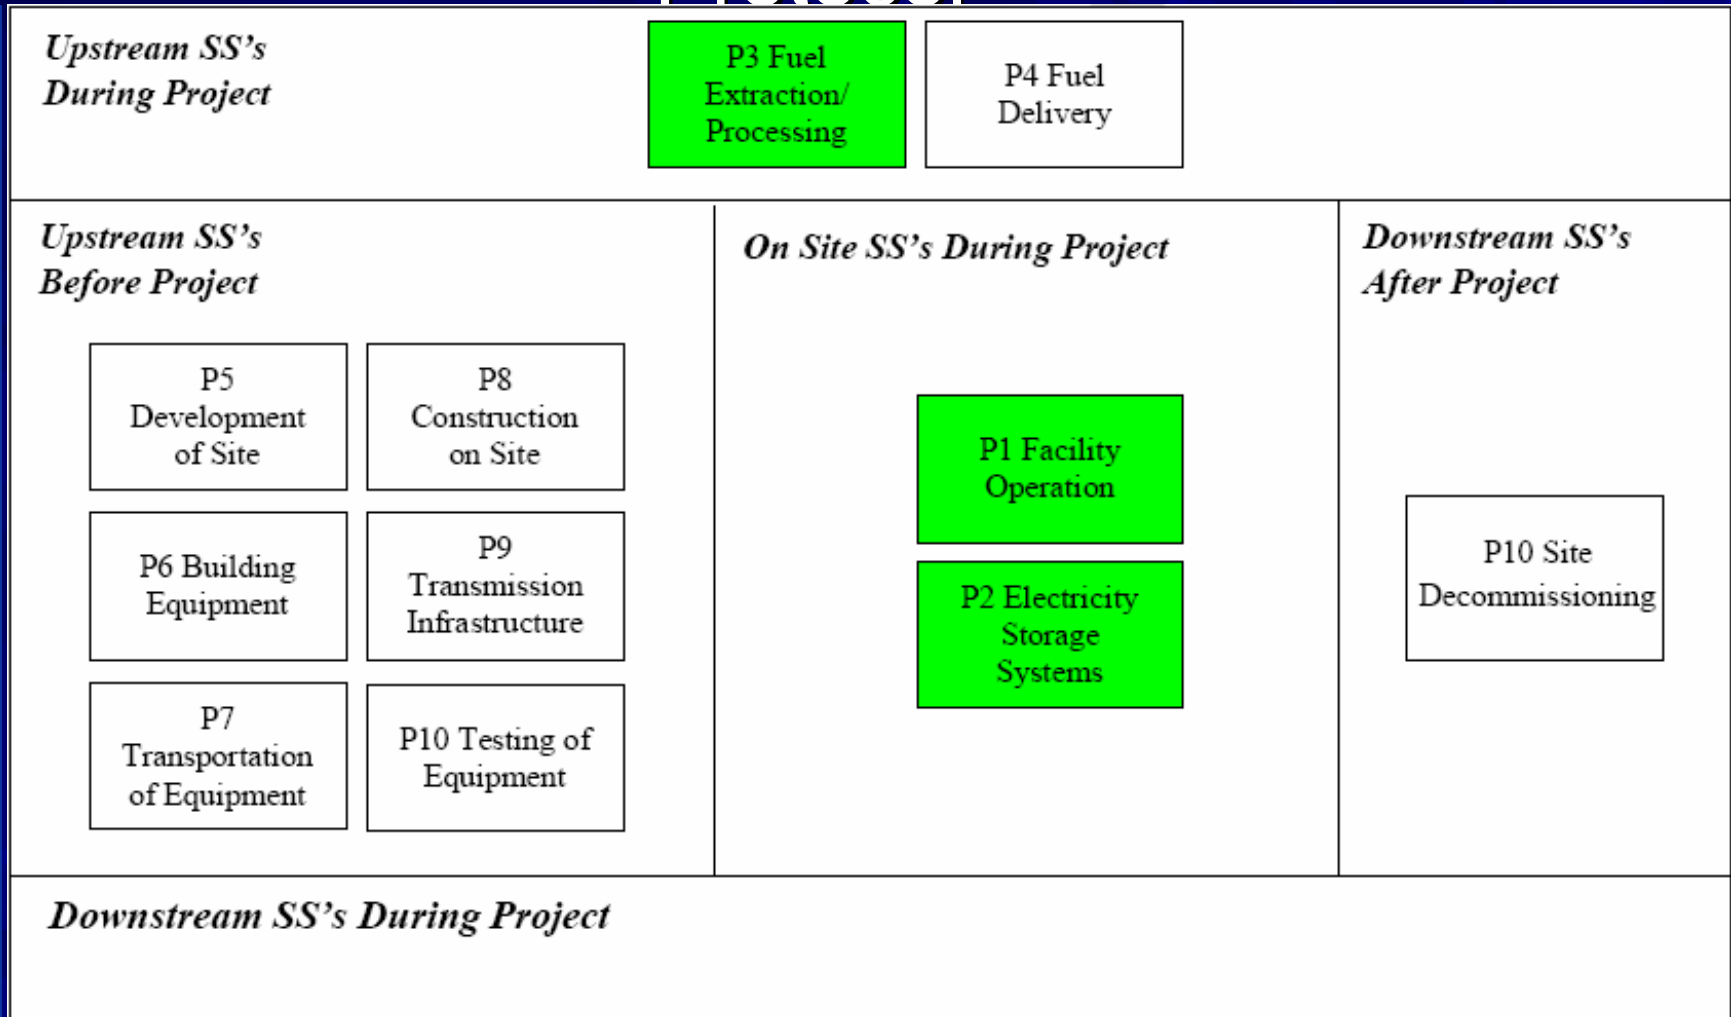 Upstream SS's
During Project
P3 Fuel
Extraction/
Processing
P4 Fuel
Delivery
Upstream SS's
Before Project
P5
Development
of Site
P8
Construction
on Site
P6 Building
Equipment
P9
Transmission
Infrastructure
P7
Transportation
of Equipment
P10 Testing of
Equipment
On Site SS's During Project
P1 Facility
Operation
P2 Electricity
Storage
Systems
Downstream SS's
After Project
P10 Site
Decommissioning
Downstream SS's During Project